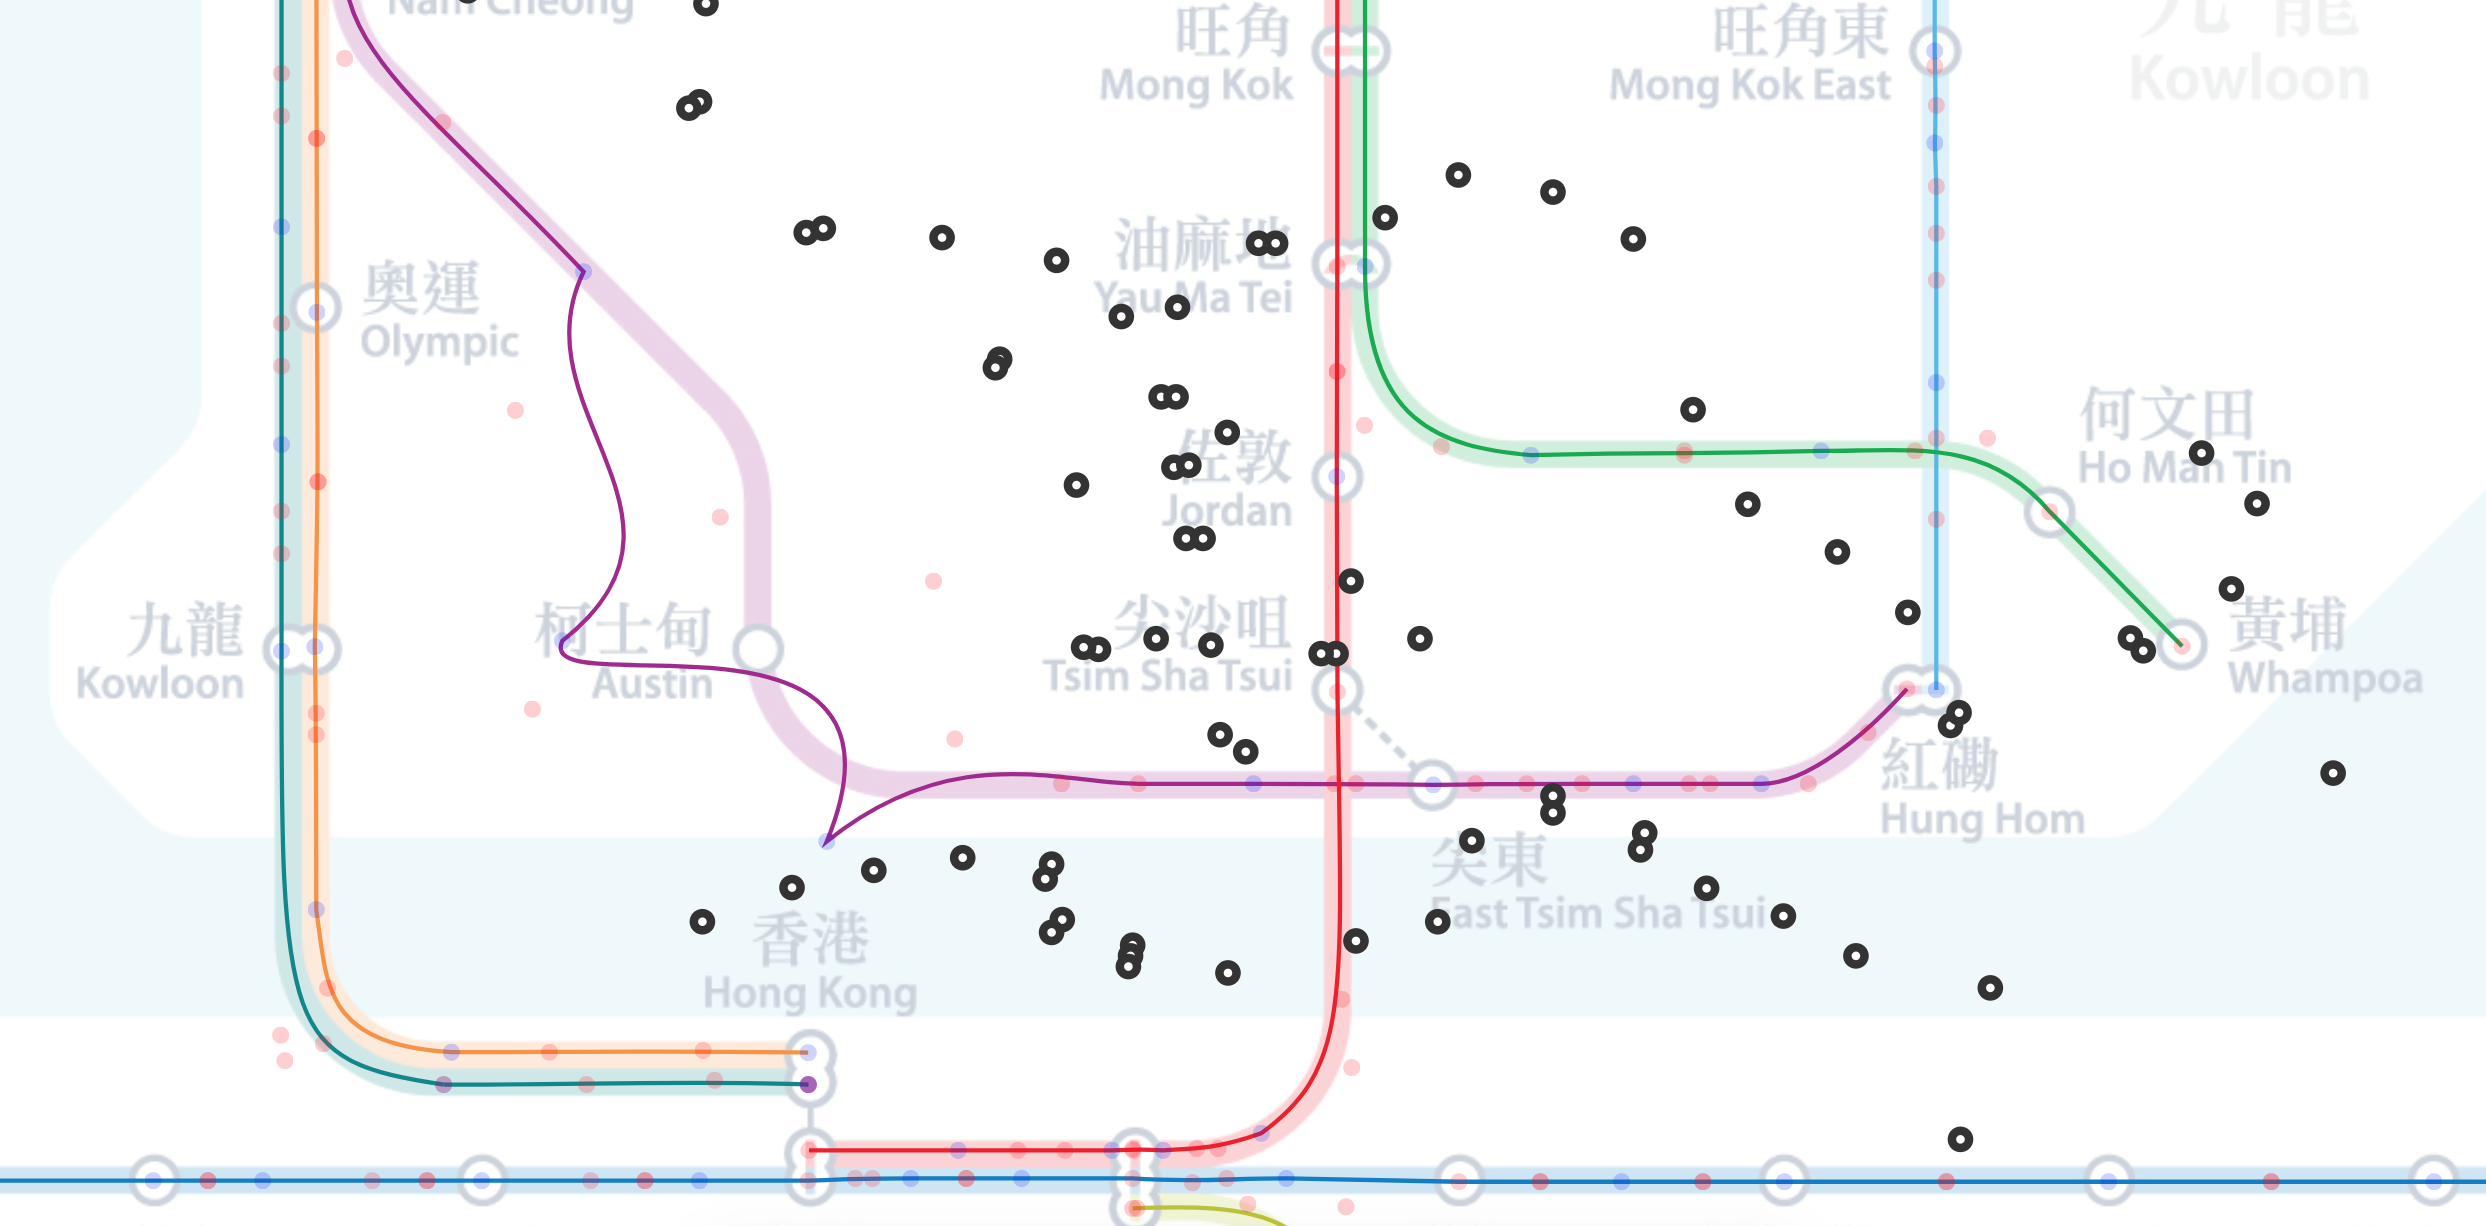 Nam Cheong
旺角
Mong Kok
旺角東
Mong Kok East
九龍
Kowloon
油麻地
Yau Ma Tei
奧運
Olympic
何文田
Ho Man Tin
佐敦
Jordan
九龍
Kowloon
柯士甸
Austin
尖沙咀
Tsim Sha Tsui
黃埔
Whampoa
紅磡
Hung Hom
尖東
East Tsim Sha Tsui
香港
Hong Kong